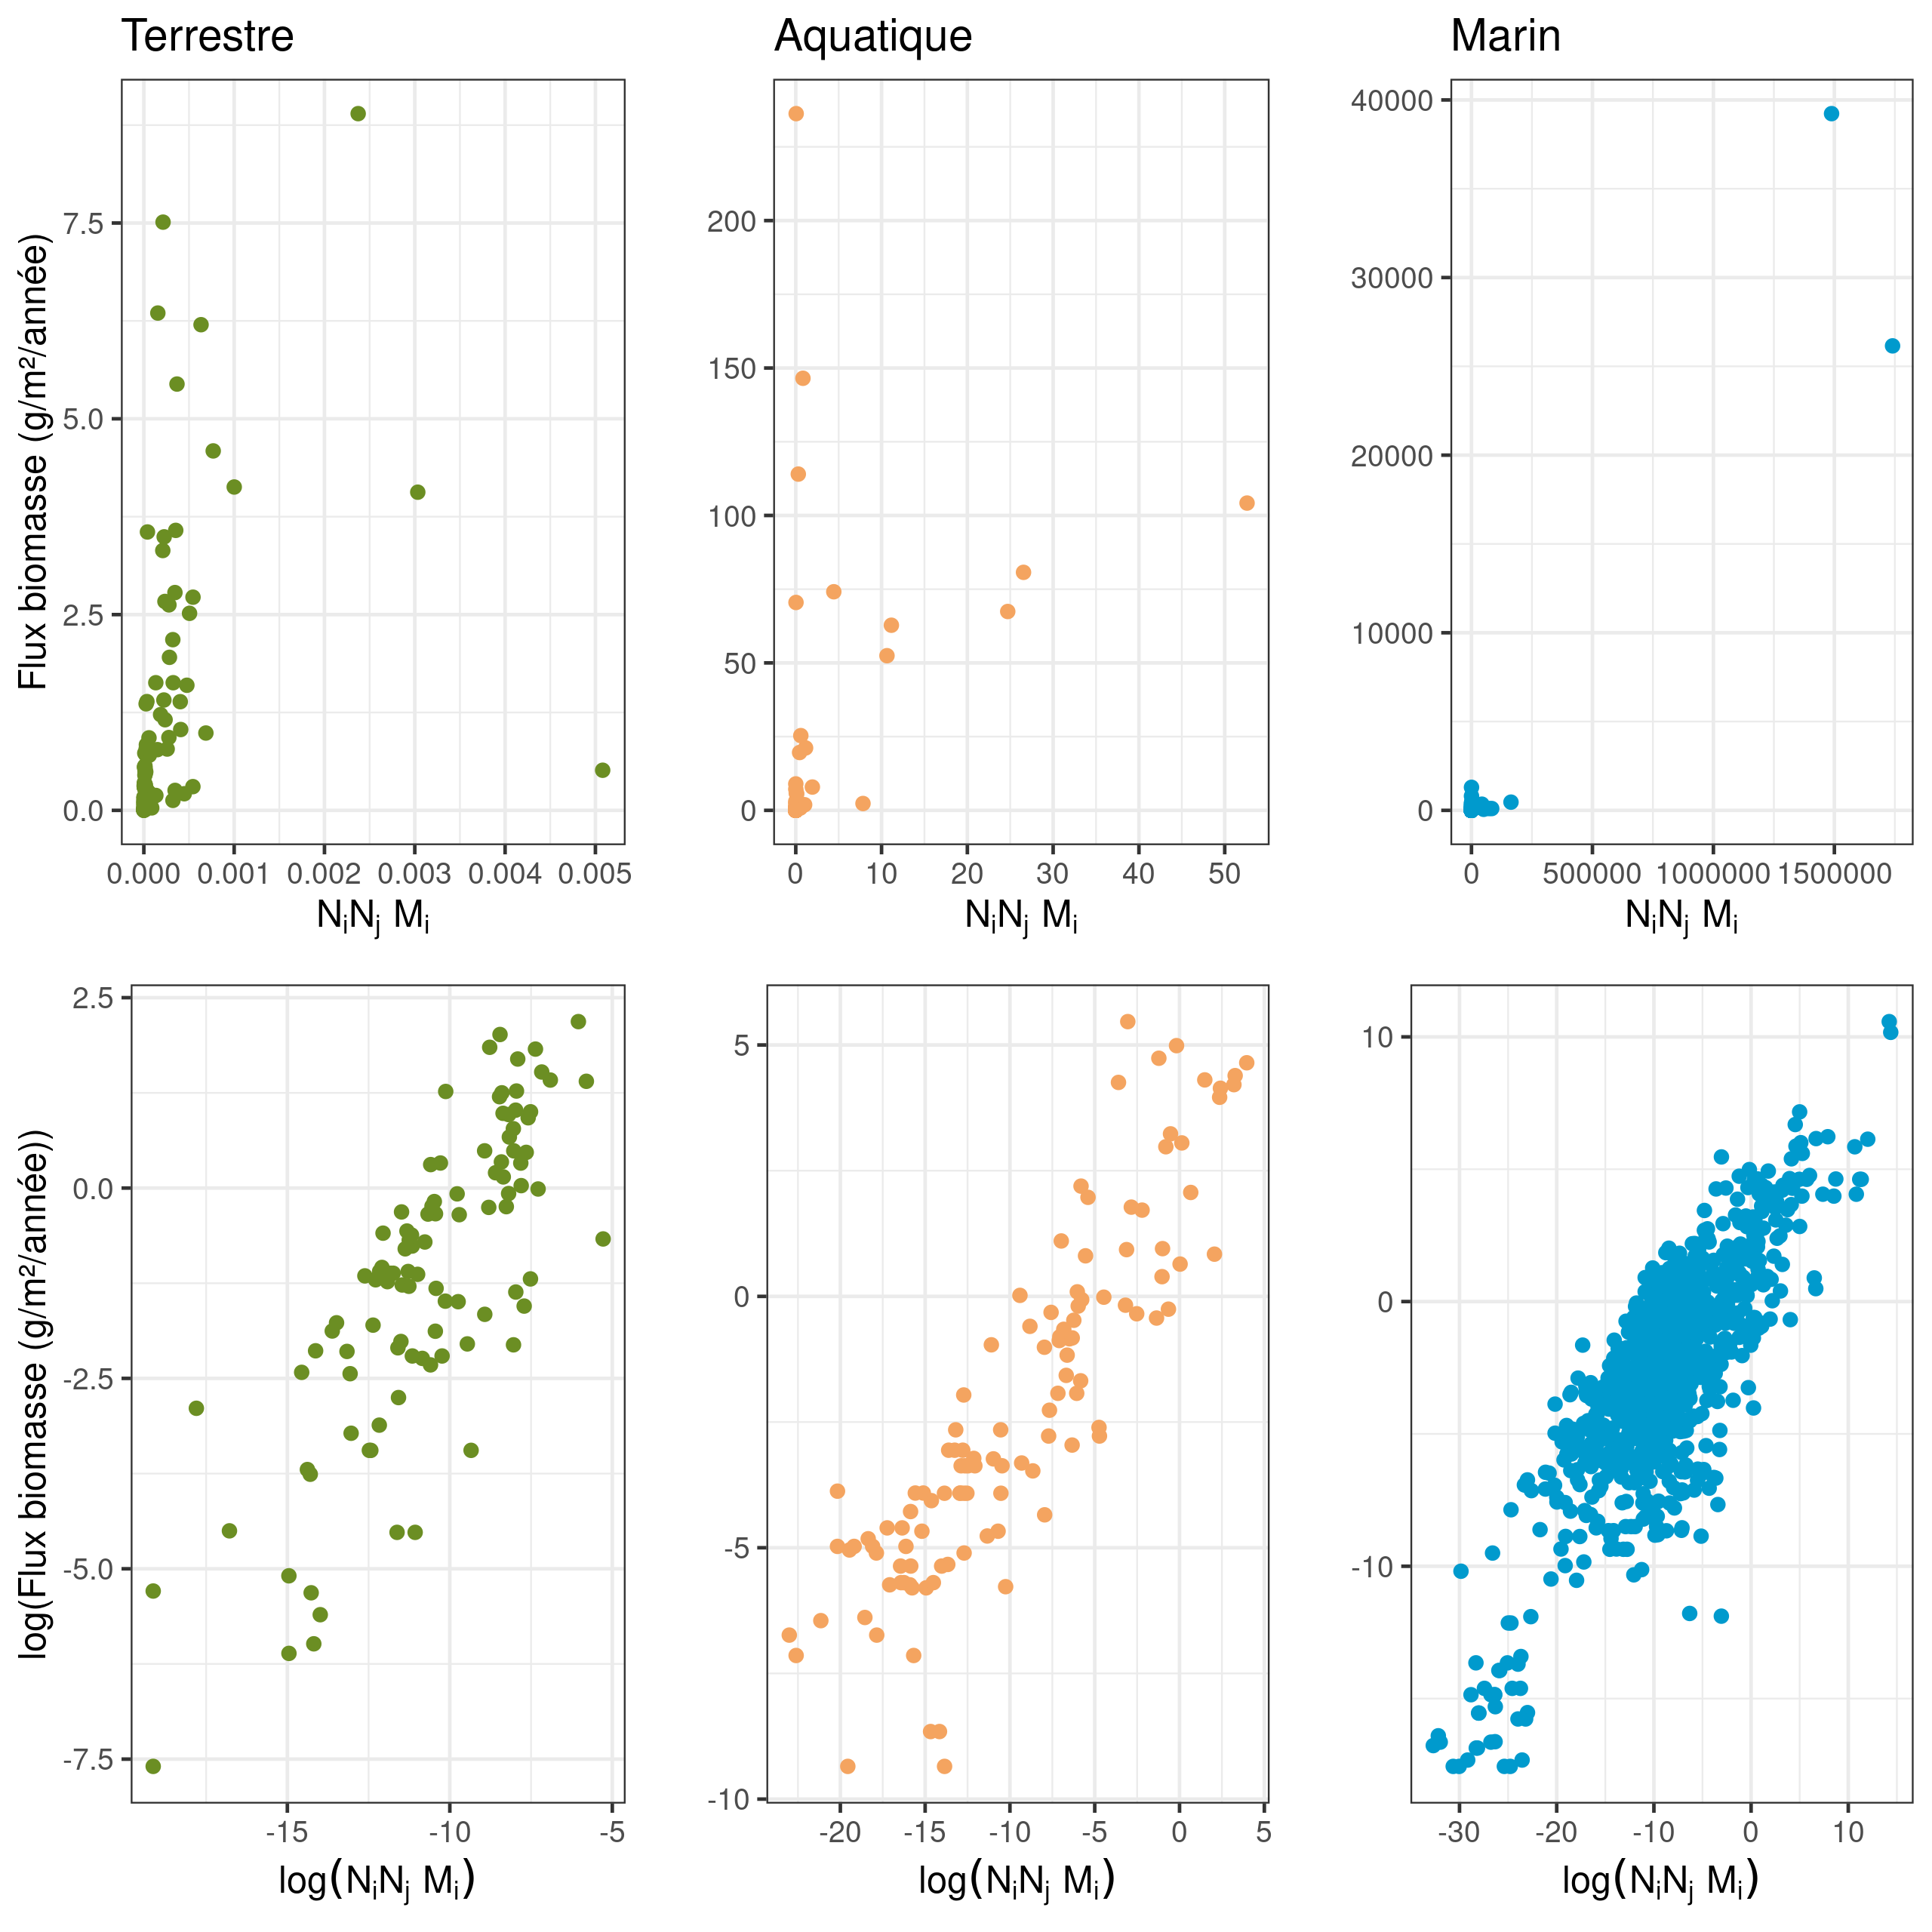 Terrestre
Aquatique
Marin
Flux biomasse (g/m²/année)
7.5
5.0
2.5
0.0
0.000 0.001 0.002 0.003 0.004 0.005
NᵢNⱼ Mᵢ
200
150
100
50
0
0 10 20 30 40 50
NᵢNⱼ Mᵢ
40000
30000
20000
10000
0
0 500000 1000000 1500000
NᵢNⱼ Mᵢ
log(Flux biomasse (g/m²/année))
2.5
0.0
-2.5
-5.0
-7.5
-15 -10 -5
log(NᵢNⱼ Mᵢ)
5
0
-5
-10
-20 -15 -10 -5 0 5
log(NᵢNⱼ Mᵢ)
10
0
-10
-30 -20 -10 0 10
log(NᵢNⱼ Mᵢ)